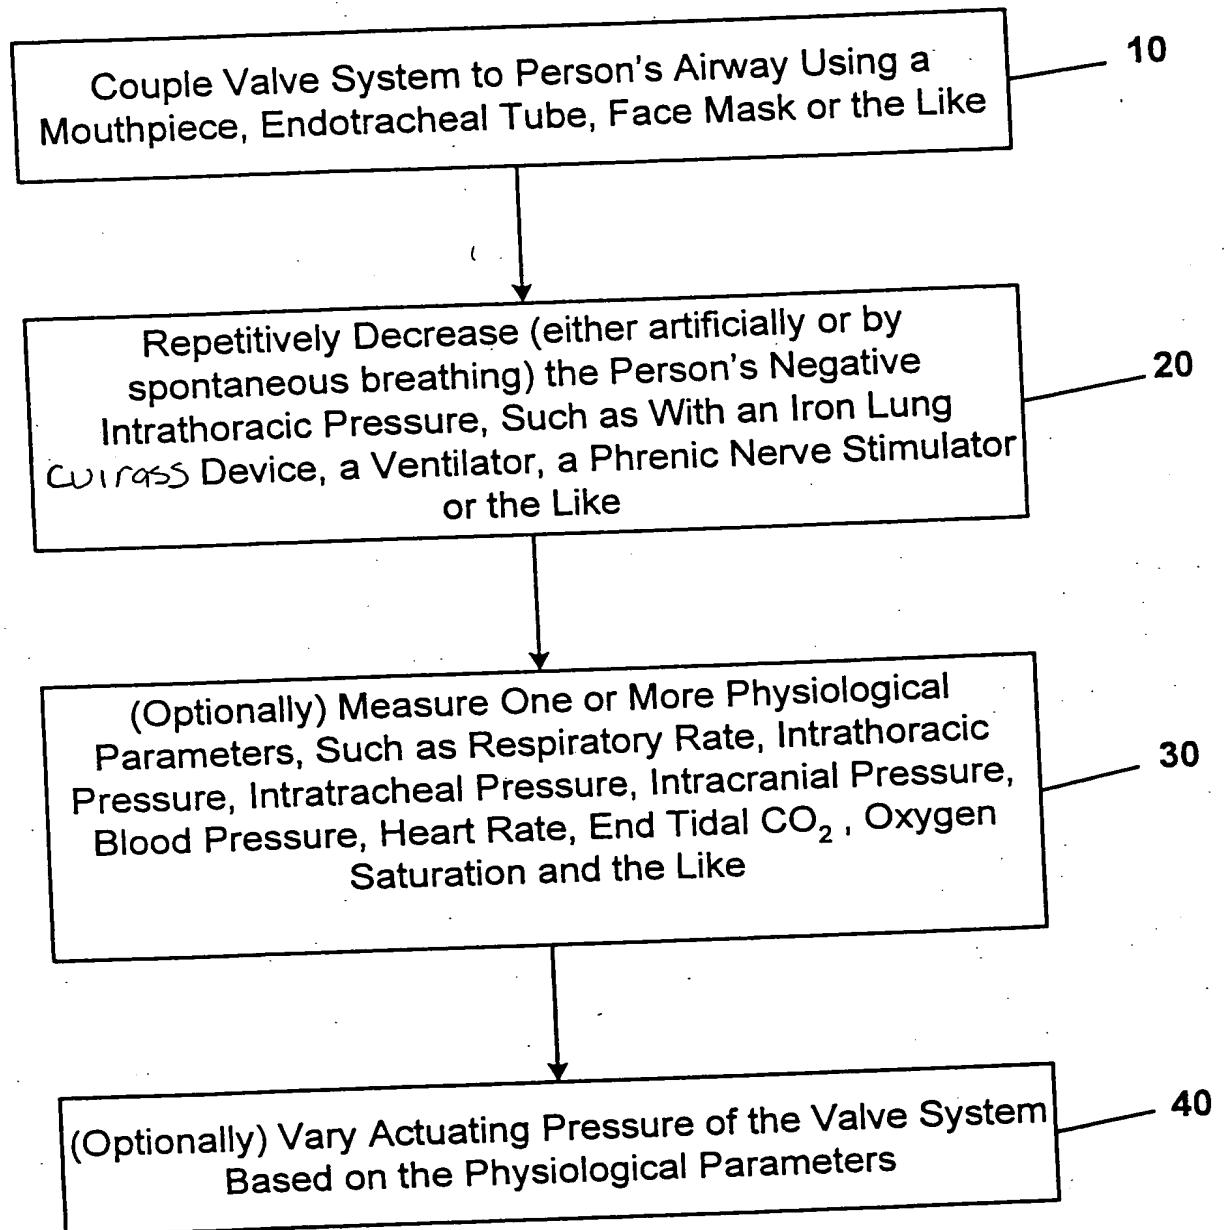 Couple Valve System to Person's Airway Using a
Mouthpiece, Endotracheal Tube, Face Mask or the Like
10
Repetitively Decrease (either artificially or by
spontaneous breathing) the Person's Negative
Intrathoracic Pressure, Such as With an Iron Lung
cuirass Device, a Ventilator, a Phrenic Nerve Stimulator
or the Like
20
(Optionally) Measure One or More Physiological
Parameters, Such as Respiratory Rate, Intrathoracic
Pressure, Intratracheal Pressure, Intracranial Pressure,
Blood Pressure, Heart Rate, End Tidal CO₂ , Oxygen
Saturation and the Like
30
(Optionally) Vary Actuating Pressure of the Valve System
Based on the Physiological Parameters
40